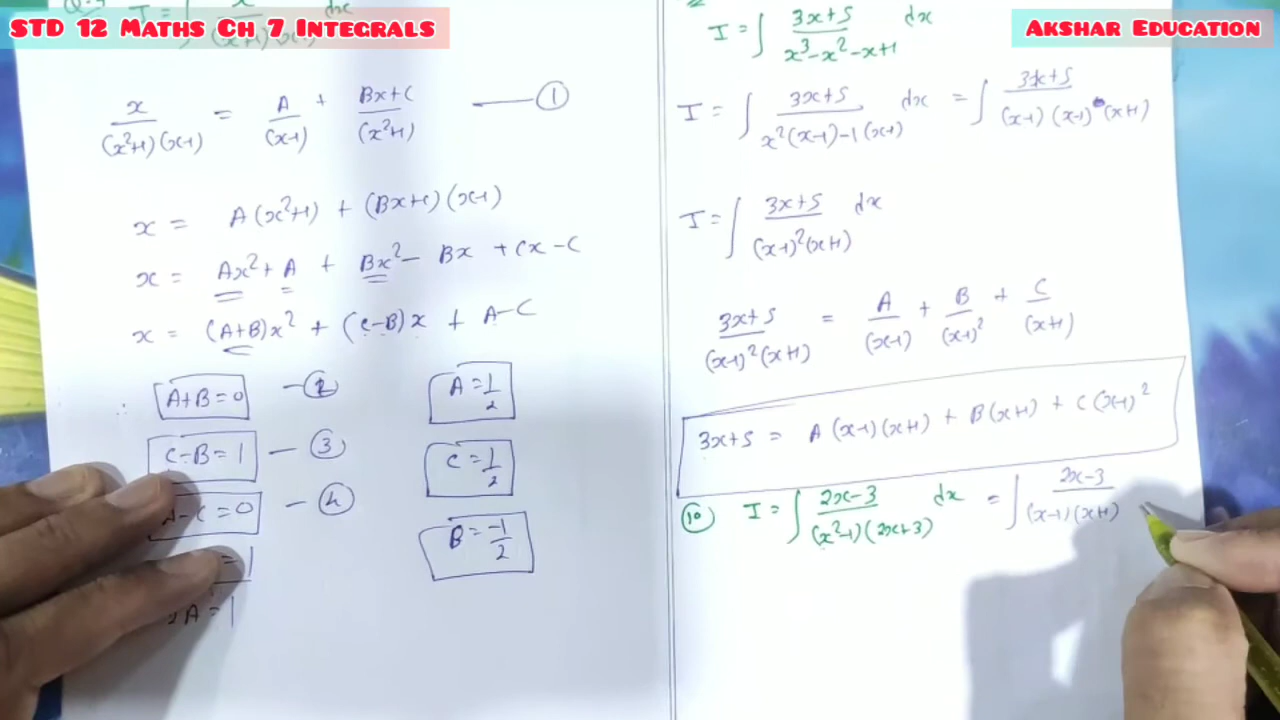 STD 12 Maths Ch 7 Integrals
Akshar Education
x/((x²+1)(x-1)) = A/(x-1) + (Bx+C)/(x²+1) —— ①
x = A(x²+1) + (Bx+C)(x-1)
x = Ax²+A + Bx² - Bx + Cx - C
x = (A+B)x² + (C-B)x + A-C
∴ A+B=0 — ②
C-B=1 — ③
A-C=0 — ④
=1
A=1
A=1/2
C=1/2
B=-1/2
I = ∫ (3x+5)/(x³-x²-x+1) dx
I = ∫ (3x+5)/(x²(x-1)-1(x-1)) dx = ∫ (3x+5)/((x-1)(x-1)(x+1))
I = ∫ (3x+5)/((x-1)²(x+1)) dx
(3x+5)/((x-1)²(x+1)) = A/(x-1) + B/(x-1)² + C/(x+1)
3x+5 = A(x-1)(x+1) + B(x+1) + C(x-1)²
⑩ I = ∫ (2x-3)/((x²-1)(2x+3)) dx = ∫ (2x-3)/((x-1)(x+1))